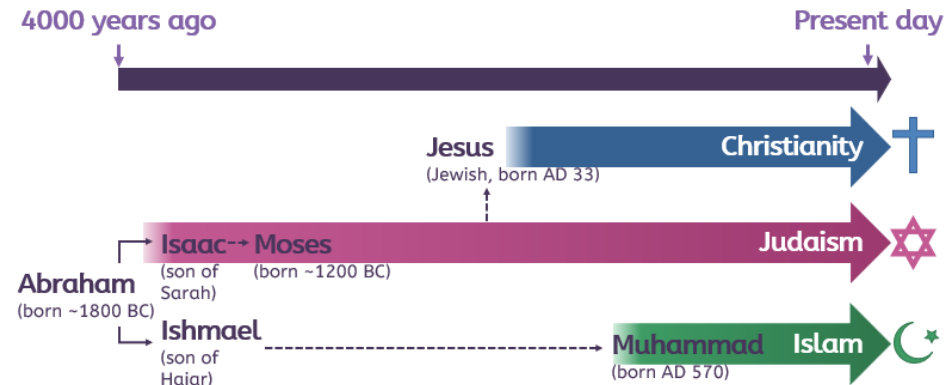 4000 years ago
Present day
Jesus
(Jewish, born AD 33)
Christianity
Isaac
(son of
Sarah)
Moses
(born ~1200 BC)
Judaism
Abraham
(born ~1800 BC)
Ishmael
(son of
Hajar)
Muhammad
(born AD 570)
Islam